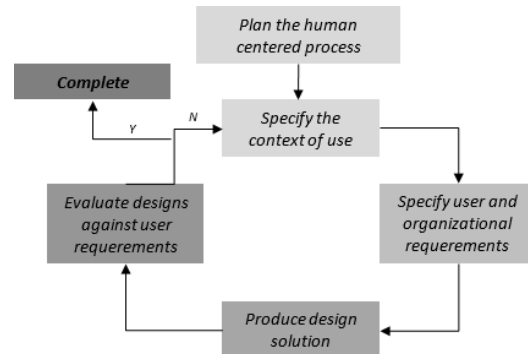 Plan the human
centered process
Complete
N
Y
Specify the
context of use
Evaluate designs
against user
requerements
Specify user and
organizational
requerements
Produce design
solution